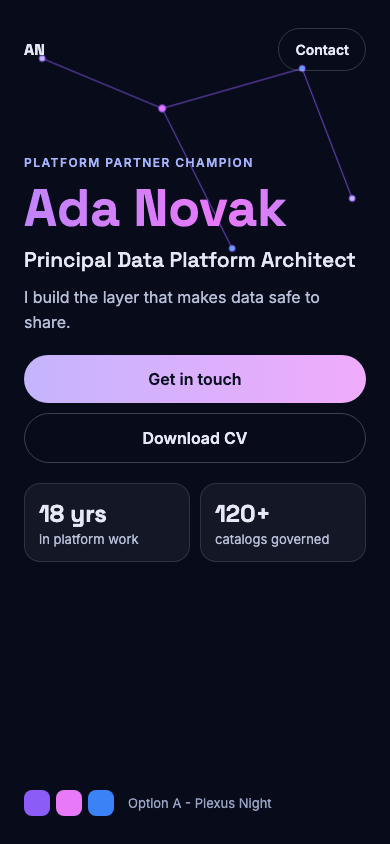 AN
Contact
PLATFORM PARTNER CHAMPION
Ada Novak
Principal Data Platform Architect
I build the layer that makes data safe to
share.
Get in touch
Download CV
18 yrs
in platform work
120+
catalogs governed
Option A - Plexus Night